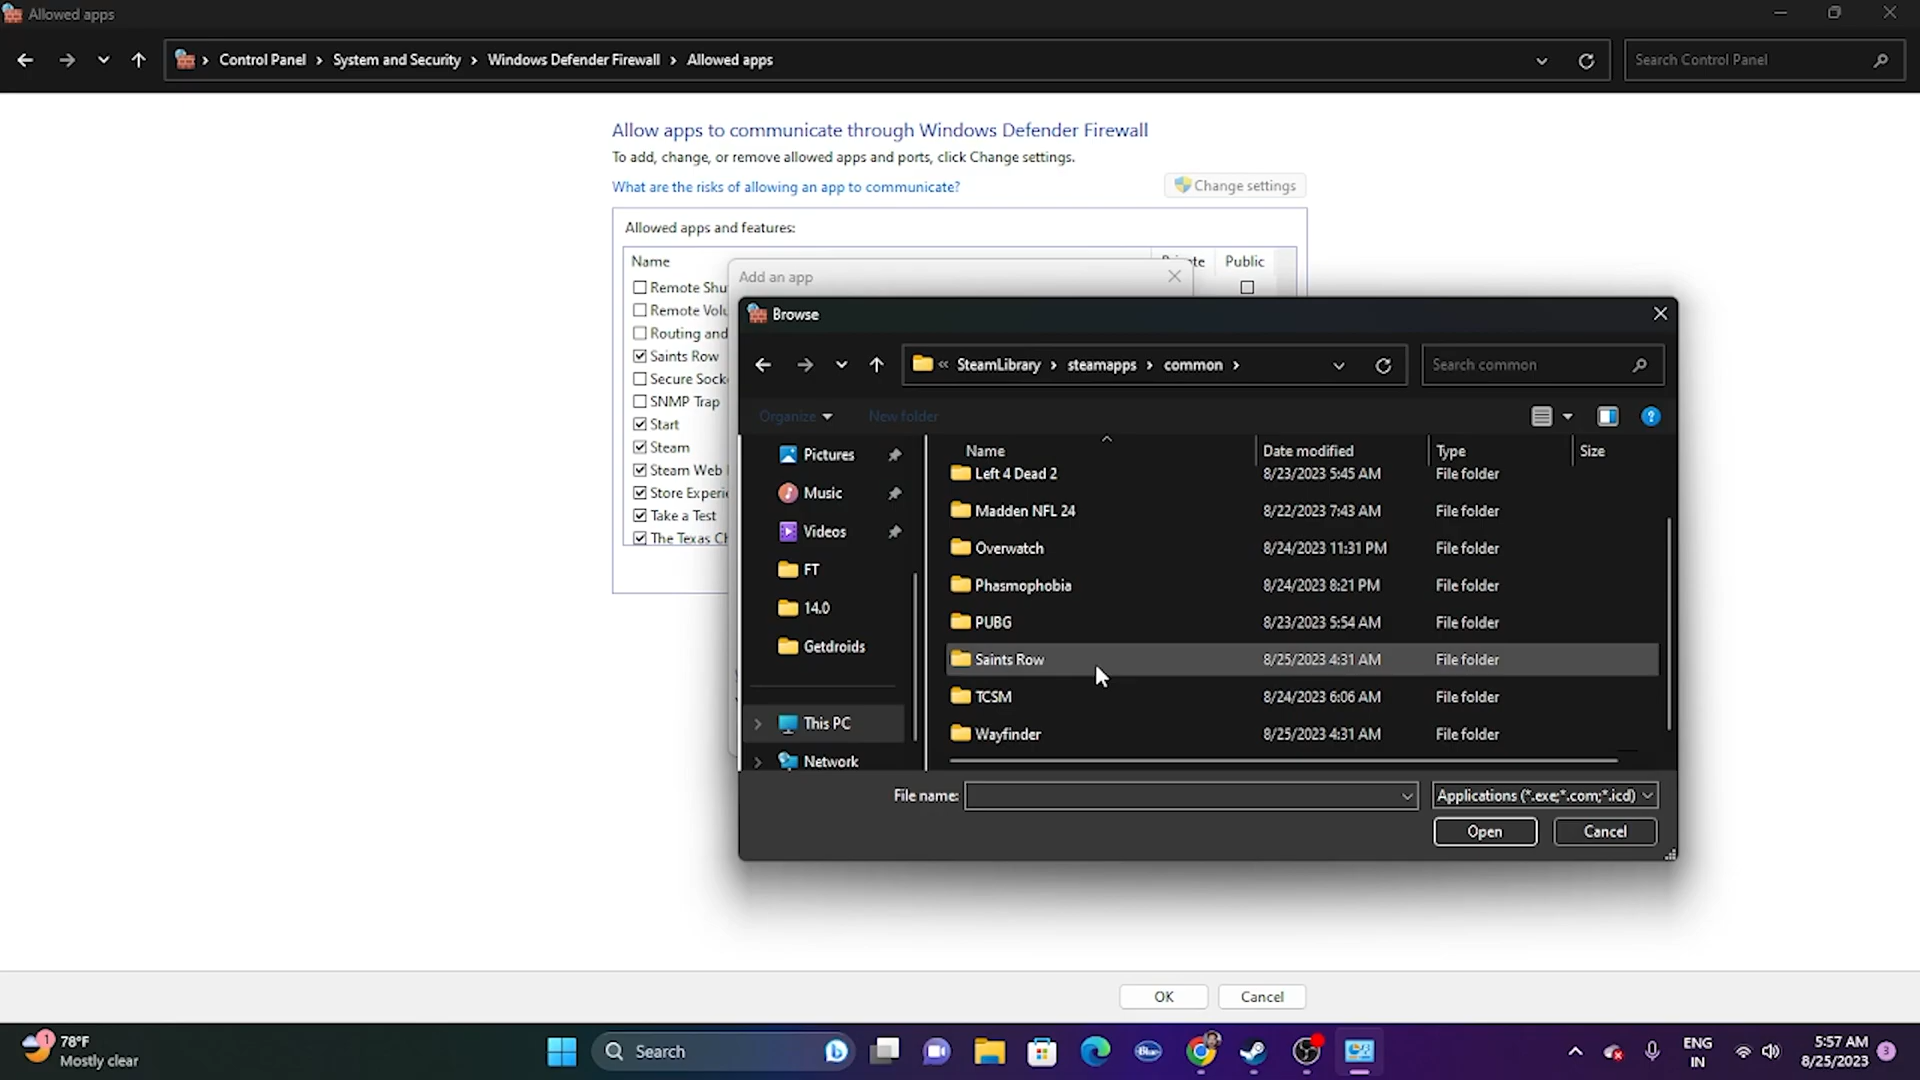 Allowed apps
Control Panel > System and Security > Windows Defender Firewall > Allowed apps
Search Control Panel
Allow apps to communicate through Windows Defender Firewall
To add, change, or remove allowed apps and ports, click Change settings.
What are the risks of allowing an app to communicate?
Change settings
Allowed apps and features:
Name Public
Remote Shu
Remote Volu
Routing and
Saints Row
Secure Sock
SNMP Trap
Start
Steam
Steam Web
Store Experi
Take a Test
The Texas Ch
Add an app
Browse
« SteamLibrary > steamapps > common >
Search common
Organize New folder
Pictures
Music
Videos
FT
14.0
Getdroids
This PC
Network
Name Date modified Type Size
Left 4 Dead 2 8/23/2023 5:45 AM File folder
Madden NFL 24 8/22/2023 7:43 AM File folder
Overwatch 8/24/2023 11:31 PM File folder
Phasmophobia 8/24/2023 8:21 PM File folder
PUBG 8/23/2023 5:54 AM File folder
Saints Row 8/25/2023 4:31 AM File folder
TCSM 8/24/2023 6:06 AM File folder
Wayfinder 8/25/2023 4:31 AM File folder
File name: Applications (*.exe;*.com;*.icd)
Open Cancel
OK Cancel
1
78°F
Mostly clear
Search
ENG
IN
5:57 AM
8/25/2023
3